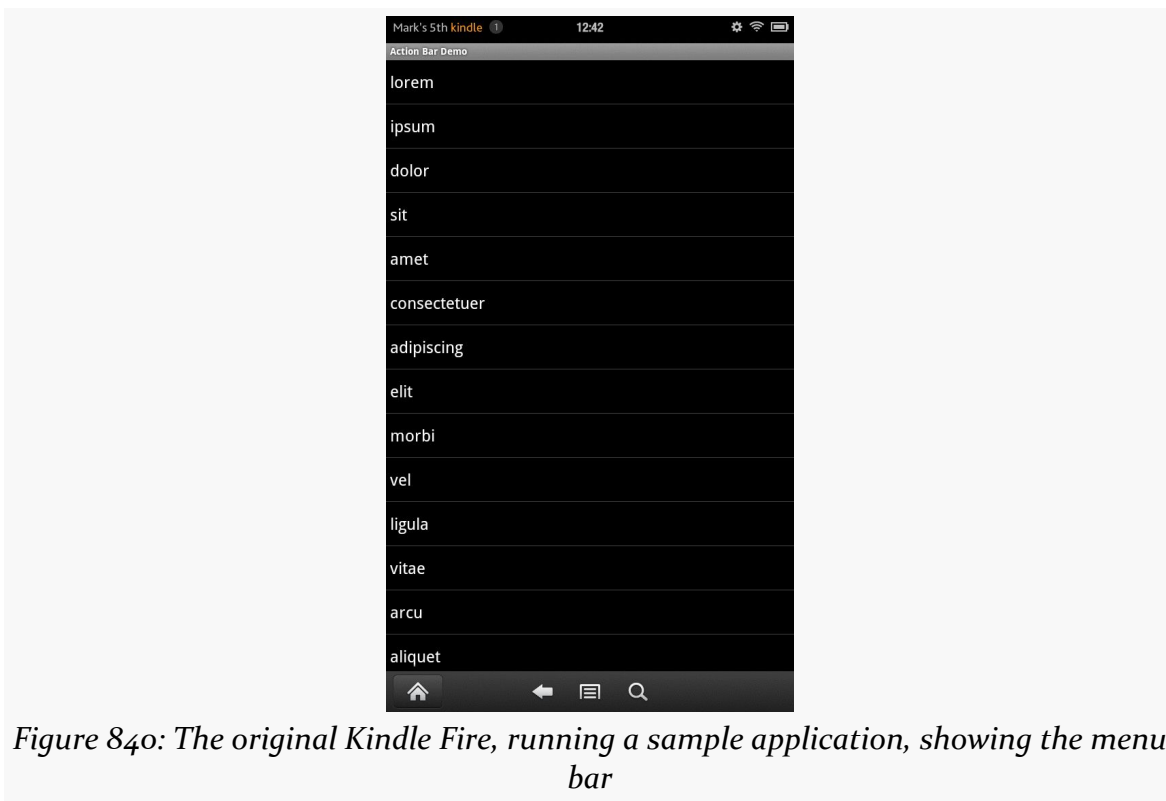 Mark's 5th kindle 1 12:42
Action Bar Demo
lorem
ipsum
dolor
sit
amet
consectetuer
adipiscing
elit
morbi
vel
ligula
vitae
arcu
aliquet
Figure 840: The original Kindle Fire, running a sample application, showing the menu
bar